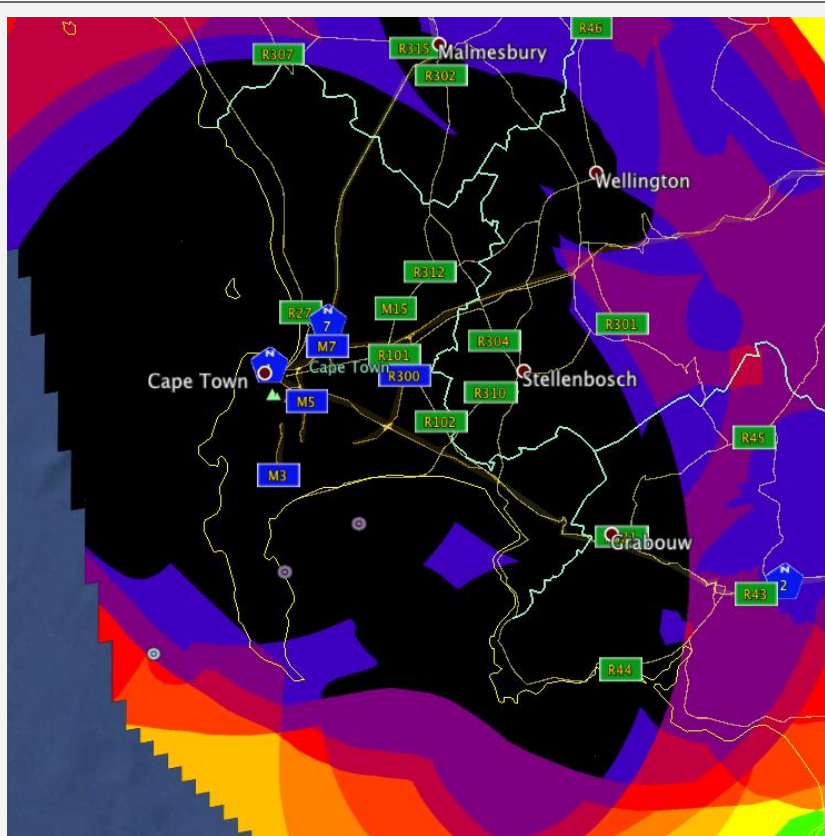 R46
R315
Malmesbury
R307
R302
Wellington
R312
M15
R27
N
7
R301
M7
R304
R101
N
Cape Town
R300
Cape Town
Stellenbosch
M5
R310
R102
R45
M3
Grabouw
N
2
R43
R44